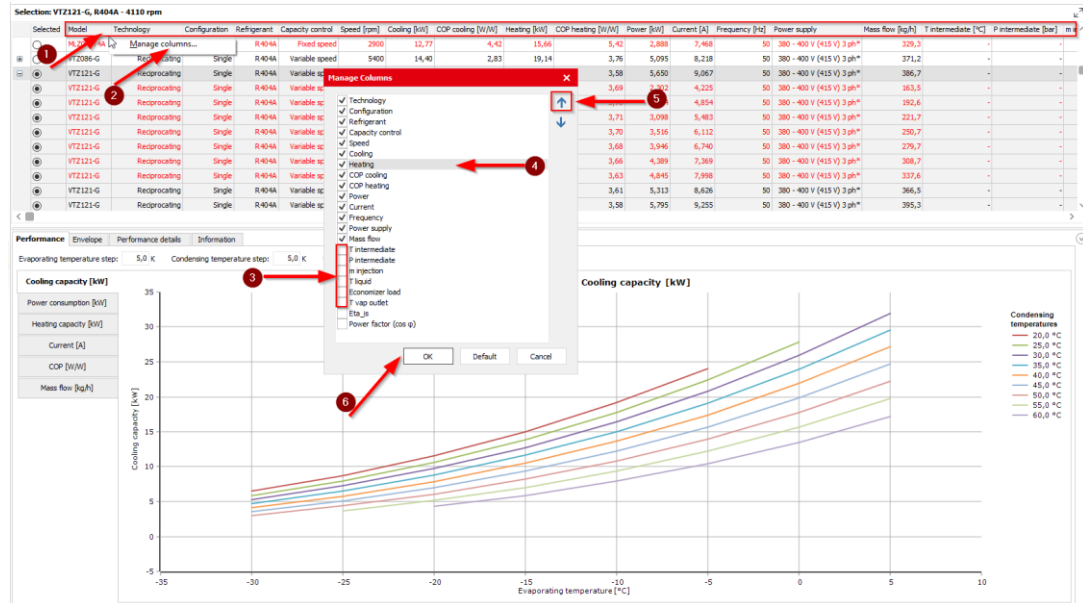 Selection: VTZ121-G, R404A - 4110 rpm
Selected Model Technology Configuration Refrigerant Capacity control Speed [rpm] Cooling [kW] COP cooling [W/W] Heating [kW] COP heating [W/W] Power [kW] Current [A] Frequency [Hz] Power supply Mass flow [kg/h] T intermediate [°C] P intermediate [bar] m in
R404A Fixed speed 2900 12,77 4,42 15,66 5,42 2,888 7,468 50 380 - 400 V (415 V) 3 ph* 329,3 - -
1
Manage columns...
VTZ086-G Reciprocating Single R404A Variable speed 5400 14,40 2,83 19,14 3,76 5,095 8,218 50 380 - 400 V (415 V) 3 ph* 371,2 - -
VTZ121-G Reciprocating Single R404A Variable sp 3,58 5,650 9,067 50 380 - 400 V (415 V) 3 ph* 386,7 - -
2
VTZ121-G Reciprocating Single R404A Variable sp 3,69 4,225 50 380 - 400 V (415 V) 3 ph* 163,5 - -
VTZ121-G Reciprocating Single R404A Variable sp 4,854 50 380 - 400 V (415 V) 3 ph* 192,6 - -
VTZ121-G Reciprocating Single R404A Variable sp 3,71 3,098 5,483 50 380 - 400 V (415 V) 3 ph* 221,7 - -
VTZ121-G Reciprocating Single R404A Variable sp 3,70 3,516 6,112 50 380 - 400 V (415 V) 3 ph* 250,7 - -
VTZ121-G Reciprocating Single R404A Variable sp 3,68 3,946 6,740 50 380 - 400 V (415 V) 3 ph* 279,7 - -
VTZ121-G Reciprocating Single R404A Variable sp 3,66 4,389 7,369 50 380 - 400 V (415 V) 3 ph* 308,7 - -
VTZ121-G Reciprocating Single R404A Variable sp 3,63 4,845 7,998 50 380 - 400 V (415 V) 3 ph* 337,6 - -
VTZ121-G Reciprocating Single R404A Variable sp 3,61 5,313 8,626 50 380 - 400 V (415 V) 3 ph* 366,5 - -
VTZ121-G Reciprocating Single R404A Variable sp 3,58 5,795 9,255 50 380 - 400 V (415 V) 3 ph* 395,3 - -
Manage Columns
Technology
Configuration
Refrigerant
Capacity control
Speed
Cooling
Heating
COP cooling
COP heating
Power
Current
Frequency
Power supply
Mass flow
T intermediate
P intermediate
m injection
T liquid
Economizer load
T vap outlet
Eta_is
Power factor (cos φ)
5
4
3
OK Default Cancel
6
Performance Envelope Performance details Information
Evaporating temperature step: 5,0 K Condensing temperature step: 5,0 K
Cooling capacity [kW]
Power consumption [kW]
Heating capacity [kW]
Current [A]
COP [W/W]
Mass flow [kg/h]
Cooling capacity [kW]
Cooling capacity [kW]
35
30
25
20
15
10
5
0
-5
-35 -30 -25 -20 -15 -10 -5 0 5 10
Evaporating temperature [°C]
Condensing
temperatures
20,0 °C
25,0 °C
30,0 °C
35,0 °C
40,0 °C
45,0 °C
50,0 °C
55,0 °C
60,0 °C